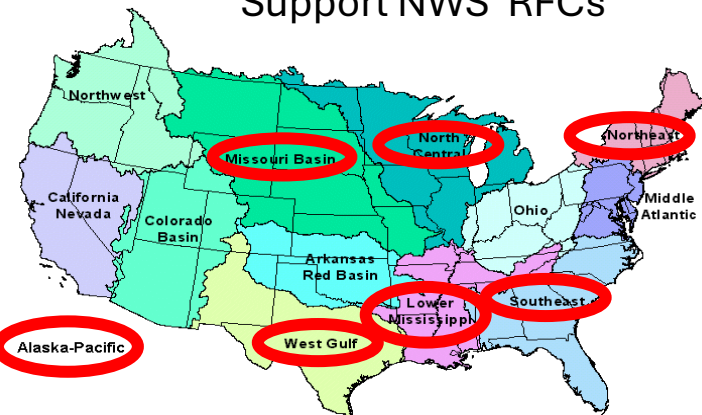 Support NWS RFCs
Northwest
Missouri Basin
North
Central
Northeast
California
Nevada
Colorado
Basin
Ohio
Middle
Atlantic
Arkansas
Red Basin
Lower
Mississippi
Southeast
Alaska-Pacific
West Gulf